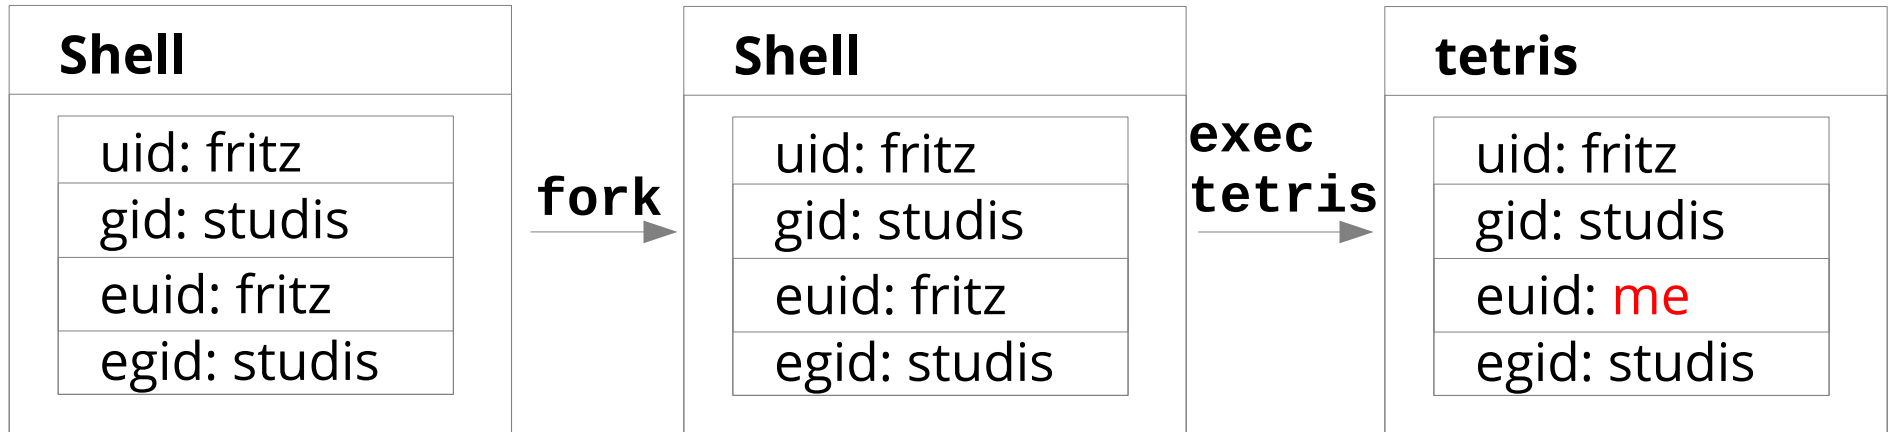 Shell
uid: fritz
gid: studis
euid: fritz
egid: studis
fork
Shell
uid: fritz
gid: studis
euid: fritz
egid: studis
exec
tetris
tetris
uid: fritz
gid: studis
euid: me
egid: studis